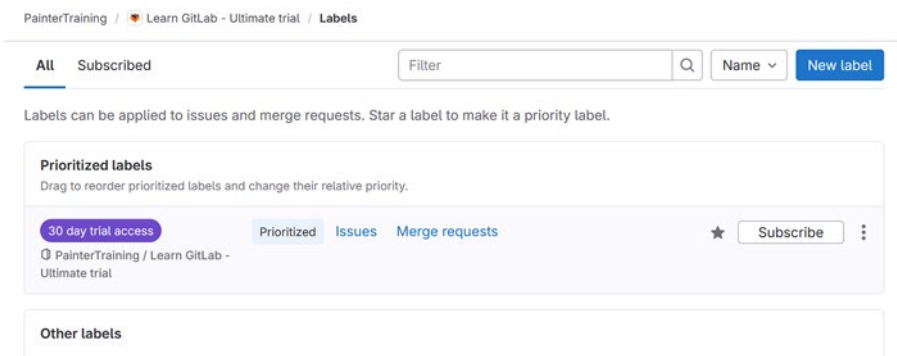 PainterTraining / Learn GitLab - Ultimate trial / Labels
All Subscribed Filter Name New label
Labels can be applied to issues and merge requests. Star a label to make it a priority label.
Prioritized labels
Drag to reorder prioritized labels and change their relative priority.
30 day trial access Prioritized Issues Merge requests Subscribe
PainterTraining / Learn GitLab -
Ultimate trial
Other labels